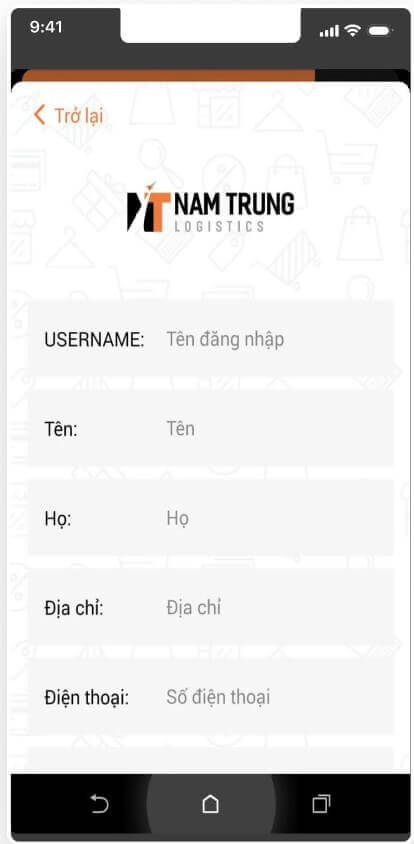 9:41
Trở lại
NAM TRUNG
LOGISTICS
USERNAME: Tên đăng nhập
Tên: Tên
Họ: Họ
Địa chỉ: Địa chỉ
Điện thoại: Số điện thoại